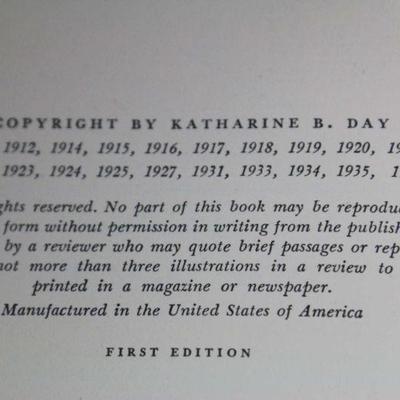 COPYRIGHT BY KATHARINE B. DAY
1912, 1914, 1915, 1916, 1917, 1918, 1919, 1920,
1923, 1924, 1925, 1927, 1931, 1933, 1934, 1935,
reserved. No part of this book may be
form without permission in writing from the
by a reviewer who may quote brief passages or
not more than three illustrations in a review to
printed in a magazine or newspaper.
Manufactured in the United States of America
FIRST EDITION